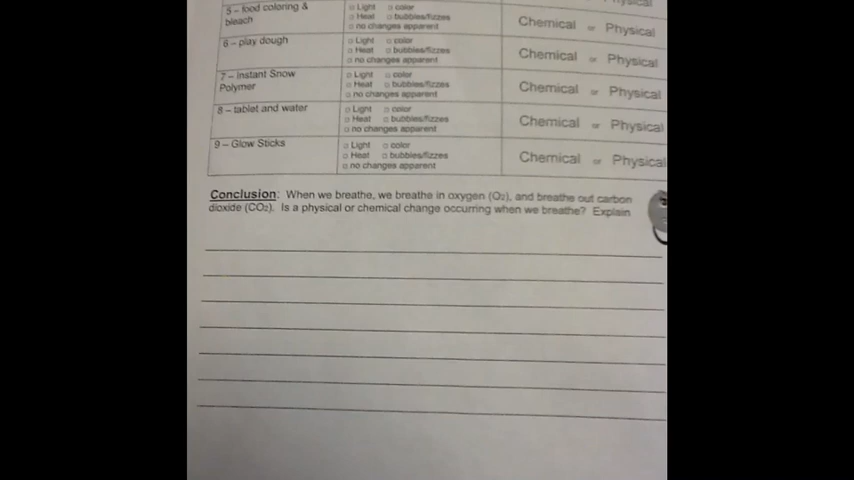 Physical
5 – food coloring & bleach
□ Light □ color
□ Heat □ bubbles/fizzes
□ no changes apparent
Chemical or Physical
6 – play dough
□ Light □ color
□ Heat □ bubbles/fizzes
□ no changes apparent
Chemical or Physical
7 – Instant Snow Polymer
□ Light □ color
□ Heat □ bubbles/fizzes
□ no changes apparent
Chemical or Physical
8 – tablet and water
□ Light □ color
□ Heat □ bubbles/fizzes
□ no changes apparent
Chemical or Physical
9 – Glow Sticks
□ Light □ color
□ Heat □ bubbles/fizzes
□ no changes apparent
Chemical or Physical
Conclusion: When we breathe, we breathe in oxygen (O₂), and breathe out carbon
dioxide (CO₂). Is a physical or chemical change occurring when we breathe? Explain